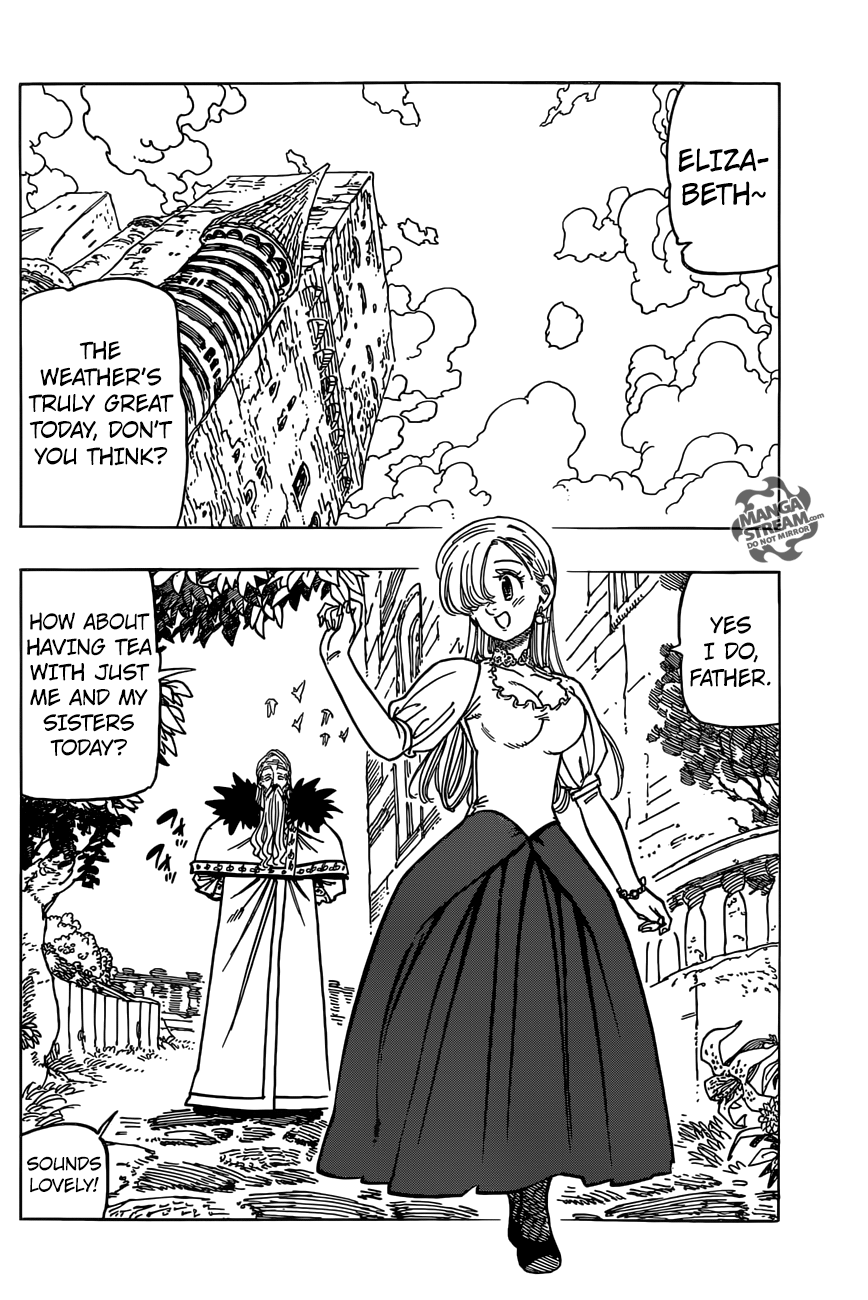 ELIZA-
BETH~
THE
WEATHER'S
TRULY GREAT
TODAY, DON'T
YOU THINK?
MANGA
STREAM.com
DO NOT MIRROR
YES
I DO,
FATHER.
HOW ABOUT
HAVING TEA
WITH JUST
ME AND MY
SISTERS
TODAY?
SOUNDS
LOVELY!